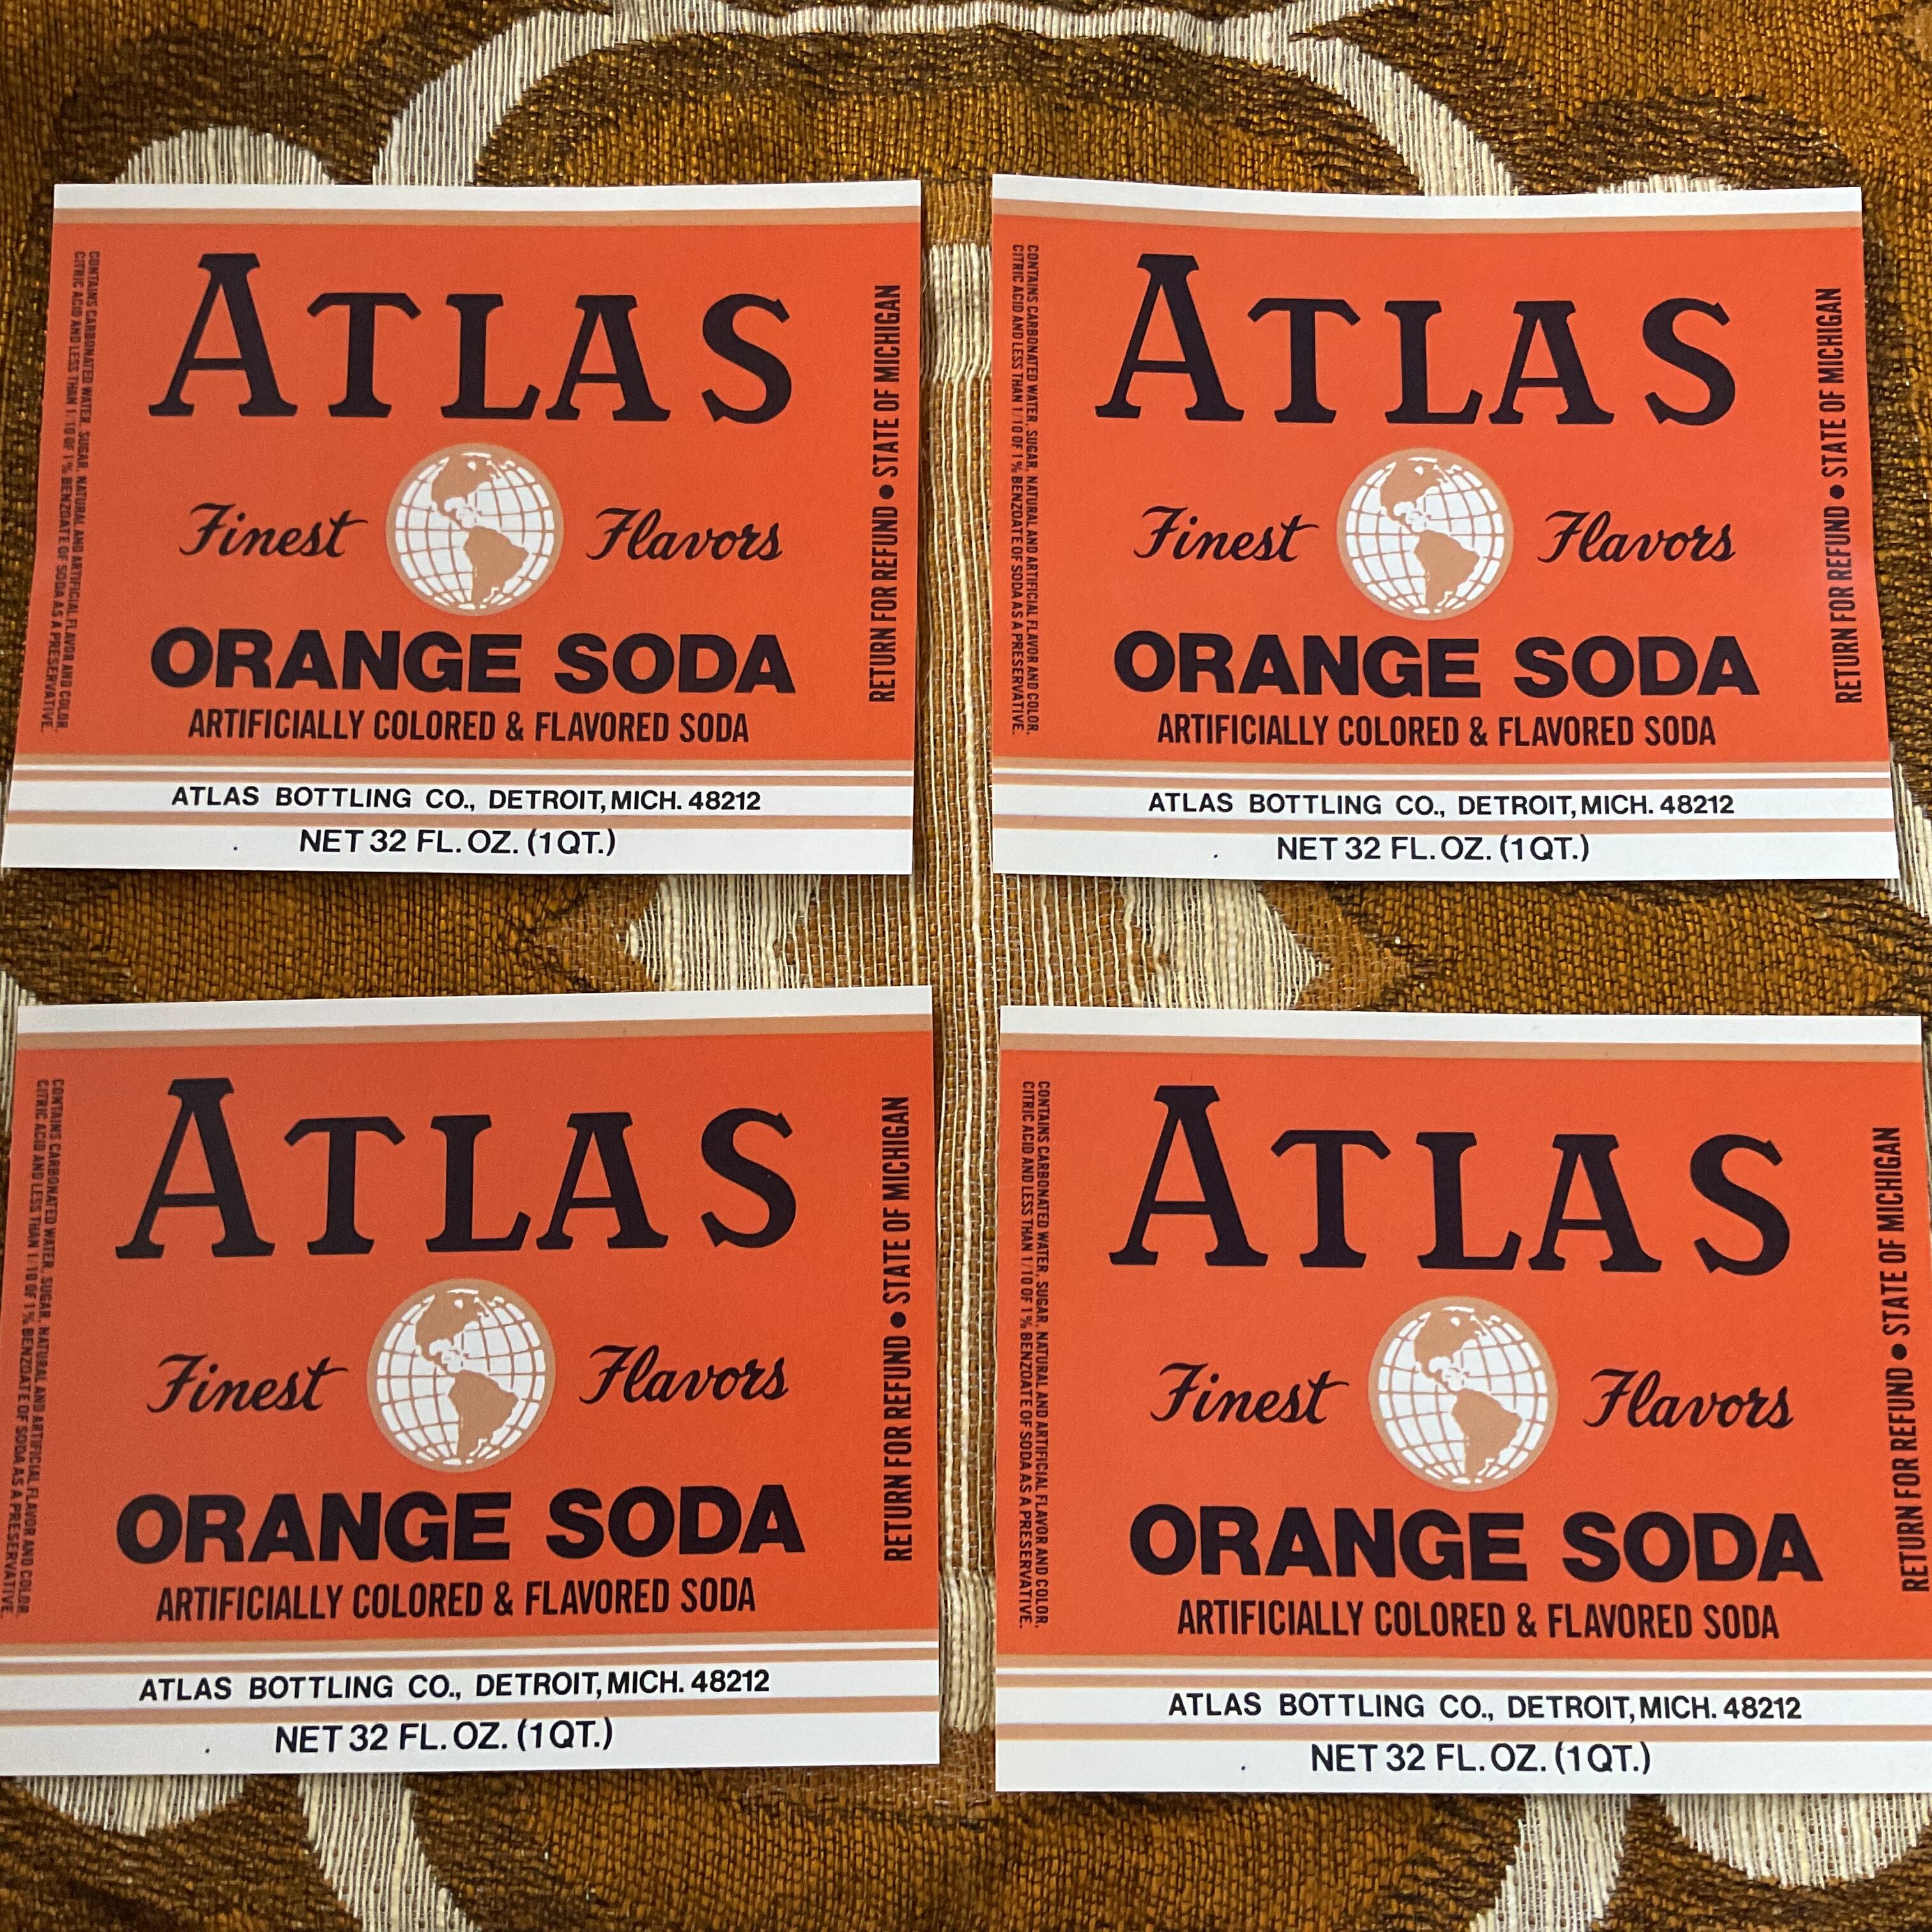 CONTAINS CARBONATED WATER, SUGAR, NATURAL AND ARTIFICIAL FLAVOR AND COLOR,
CITRIC ACID AND LESS THAN 1/10 OF 1% BENZOATE OF SODA AS A PRESERVATIVE.
ATLAS
Finest Flavors
ORANGE SODA
ARTIFICIALLY COLORED & FLAVORED SODA
RETURN FOR REFUND • STATE OF MICHIGAN
ATLAS BOTTLING CO., DETROIT, MICH. 48212
NET 32 FL. OZ. (1 QT.)
CONTAINS CARBONATED WATER, SUGAR, NATURAL AND ARTIFICIAL FLAVOR AND COLOR,
CITRIC ACID AND LESS THAN 1/10 OF 1% BENZOATE OF SODA AS A PRESERVATIVE.
ATLAS
Finest Flavors
ORANGE SODA
ARTIFICIALLY COLORED & FLAVORED SODA
RETURN FOR REFUND • STATE OF MICHIGAN
ATLAS BOTTLING CO., DETROIT, MICH. 48212
NET 32 FL. OZ. (1 QT.)
CONTAINS CARBONATED WATER, SUGAR, NATURAL AND ARTIFICIAL FLAVOR AND COLOR,
CITRIC ACID AND LESS THAN 1/10 OF 1% BENZOATE OF SODA AS A PRESERVATIVE.
ATLAS
Finest Flavors
ORANGE SODA
ARTIFICIALLY COLORED & FLAVORED SODA
RETURN FOR REFUND • STATE OF MICHIGAN
ATLAS BOTTLING CO., DETROIT, MICH. 48212
NET 32 FL. OZ. (1 QT.)
CONTAINS CARBONATED WATER, SUGAR, NATURAL AND ARTIFICIAL FLAVOR AND COLOR,
CITRIC ACID AND LESS THAN 1/10 OF 1% BENZOATE OF SODA AS A PRESERVATIVE.
ATLAS
Finest Flavors
ORANGE SODA
ARTIFICIALLY COLORED & FLAVORED SODA
RETURN FOR REFUND • STATE OF MICHIGAN
ATLAS BOTTLING CO., DETROIT, MICH. 48212
NET 32 FL. OZ. (1 QT.)